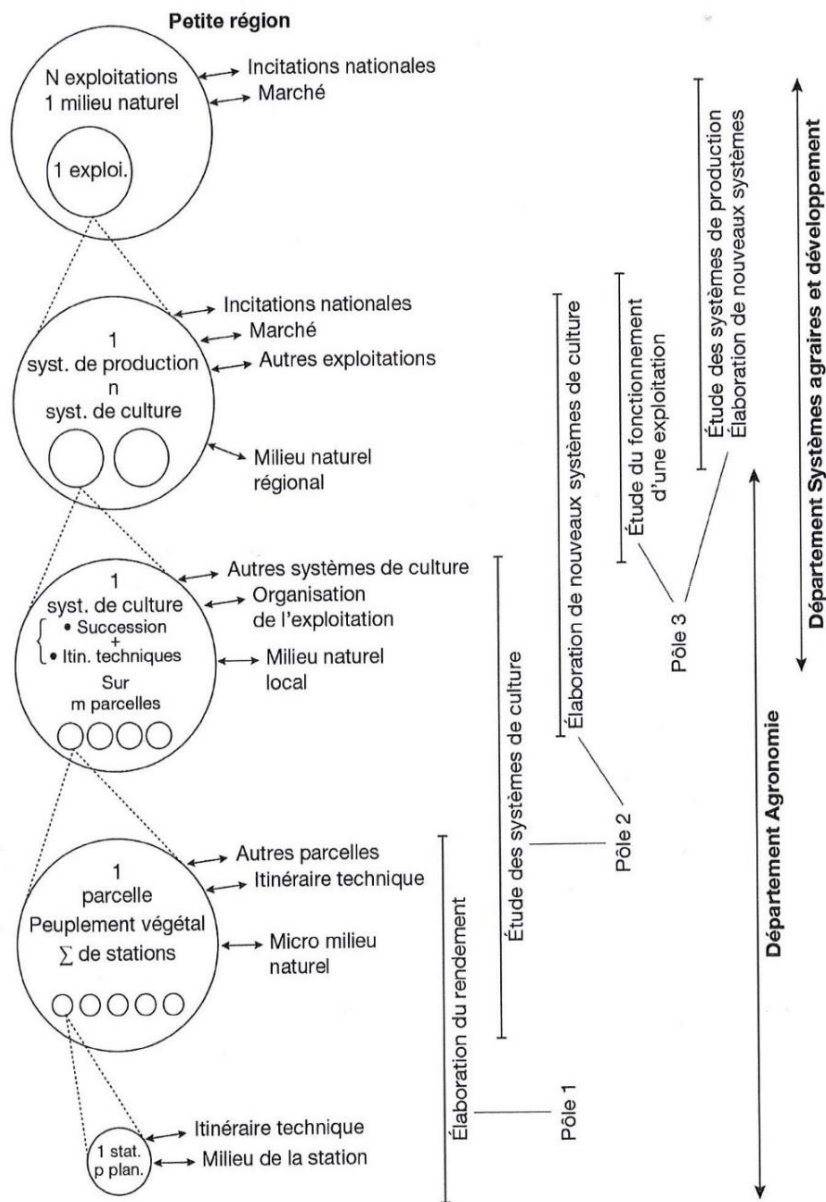 Petite région
N exploitations
1 milieu naturel
1 exploi.
Incitations nationales
Marché
1
syst. de production
n
syst. de culture
Incitations nationales
Marché
Autres exploitations
Milieu naturel
régional
1
syst. de culture
• Succession
+
• Itin. techniques
Sur
m parcelles
Autres systèmes de culture
Organisation
de l'exploitation
Milieu naturel
local
1
parcelle
Peuplement végétal
∑ de stations
Autres parcelles
Itinéraire technique
Micro milieu
naturel
1 stat.
p plan.
Itinéraire technique
Milieu de la station
Élaboration du rendement
Pôle 1
Étude des systèmes de culture
Élaboration de nouveaux systèmes de culture
Pôle 2
Étude du fonctionnement
d'une exploitation
Étude des systèmes de production
Élaboration de nouveaux systèmes
Pôle 3
Département Agronomie
Département Systèmes agraires et développement